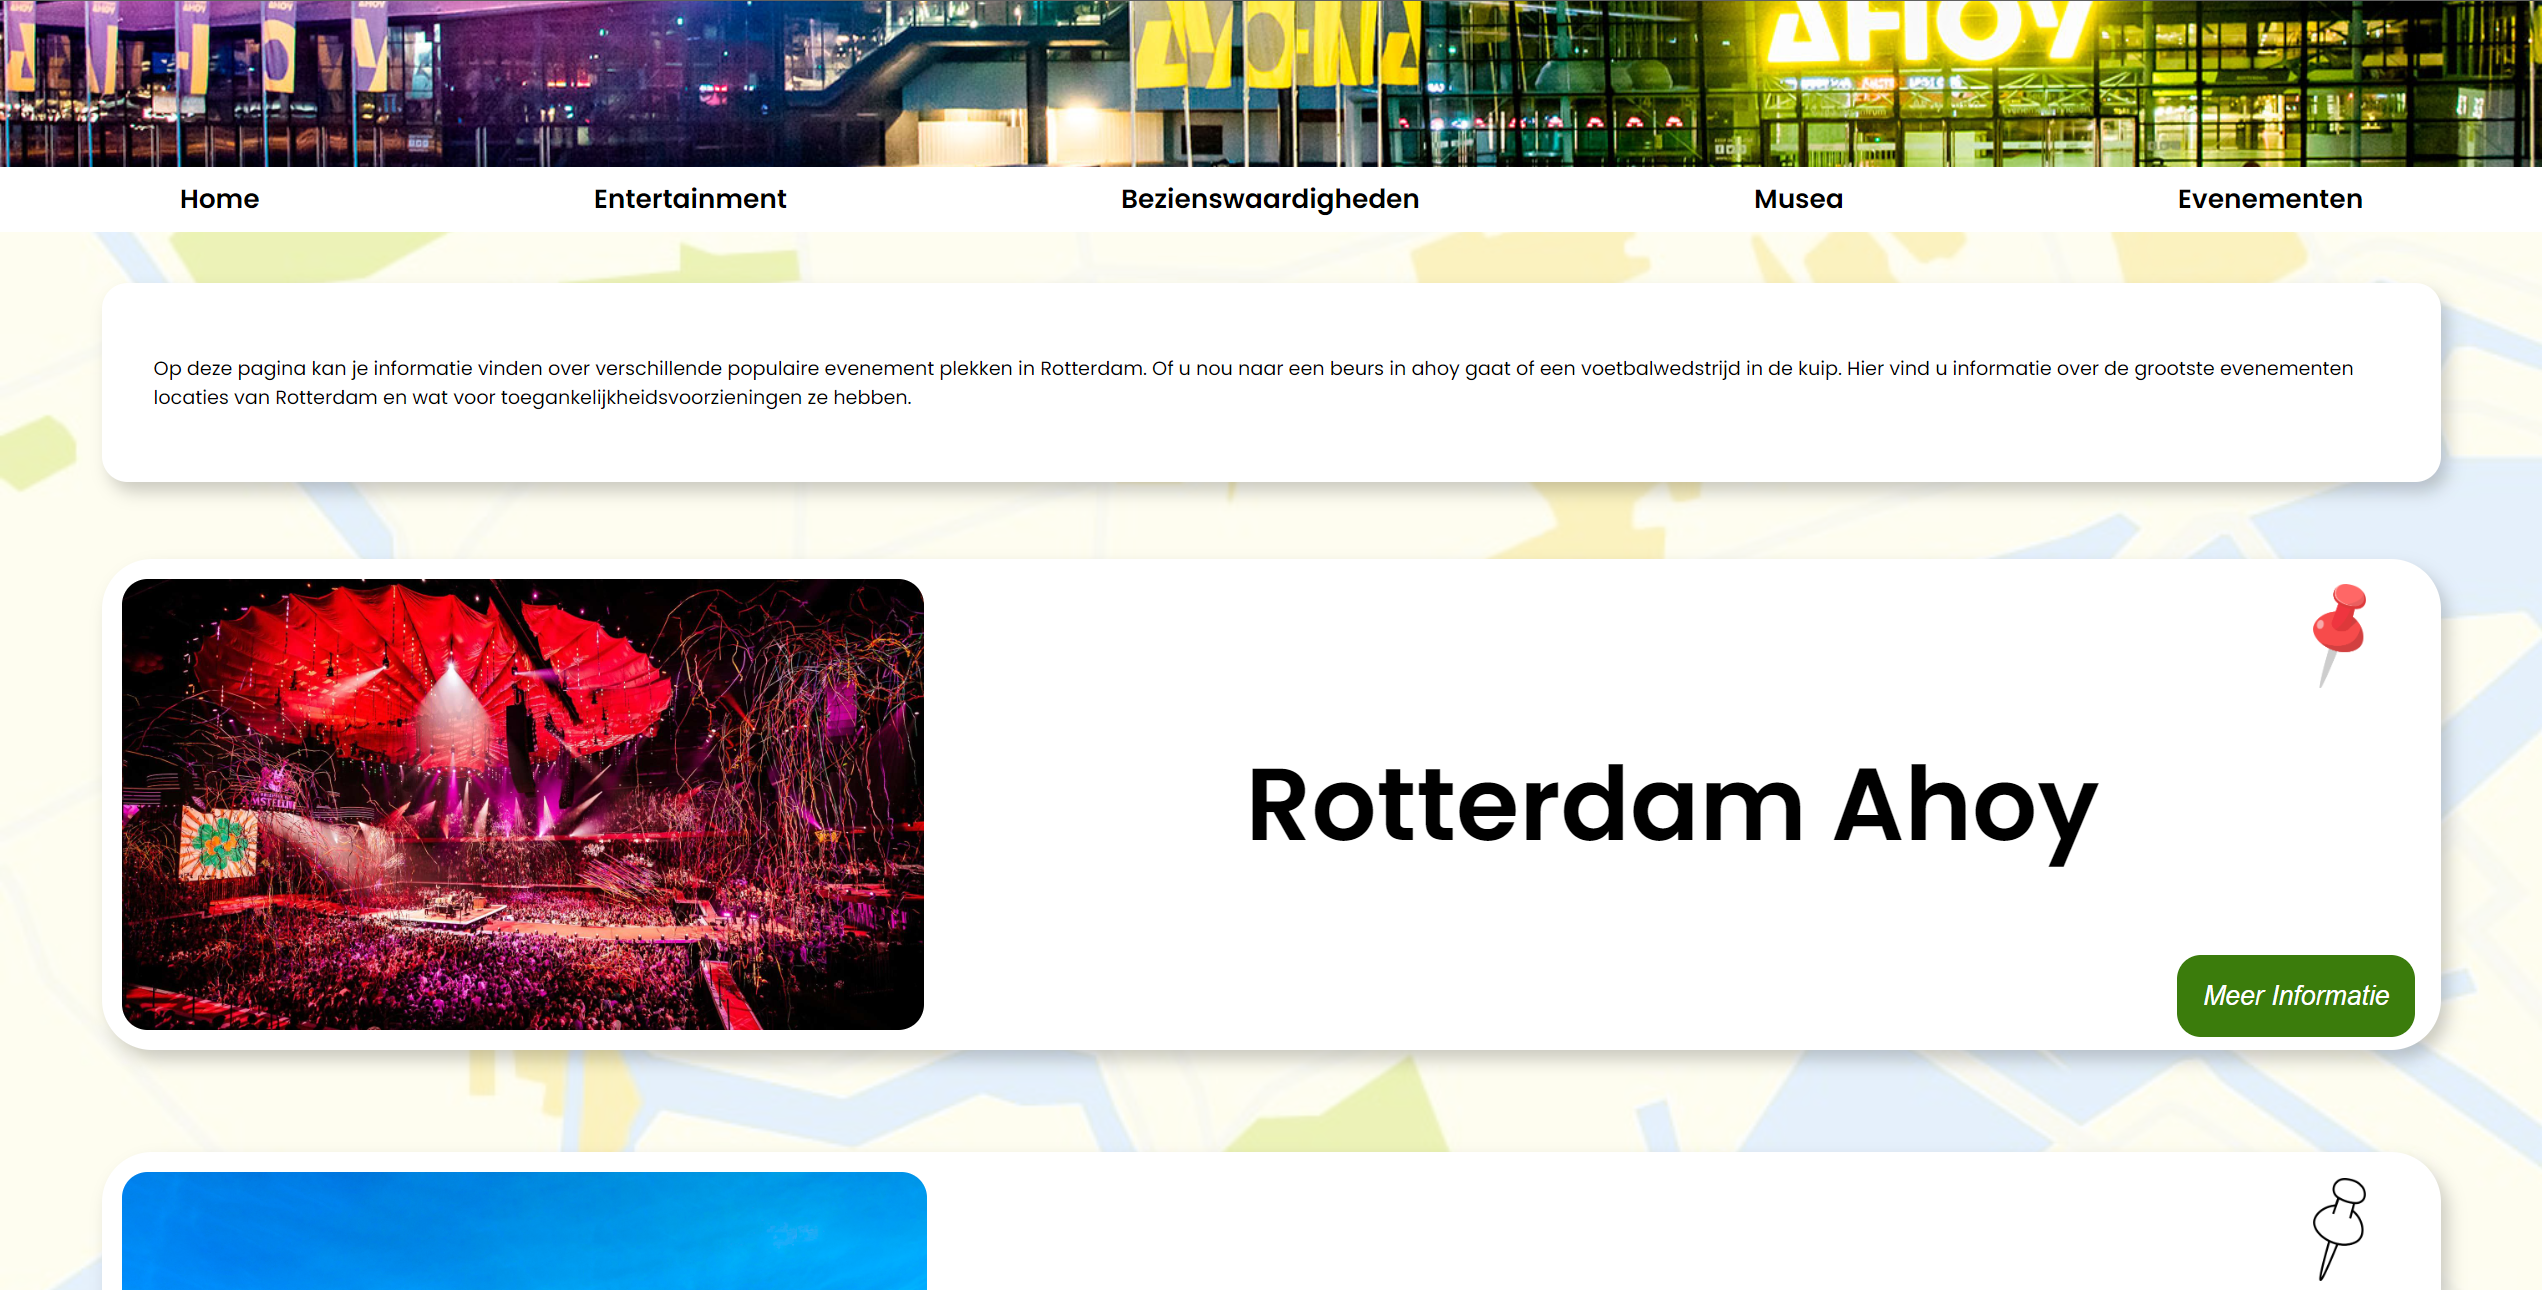 AHOY
Home
Entertainment
Bezienswaardigheden
Musea
Evenementen
Op deze pagina kan je informatie vinden over verschillende populaire evenement plekken in Rotterdam. Of u nou naar een beurs in ahoy gaat of een voetbalwedstrijd in de kuip. Hier vind u informatie over de grootste evenementen
locaties van Rotterdam en wat voor toegankelijkheidsvoorzieningen ze hebben.
Rotterdam Ahoy
Meer Informatie